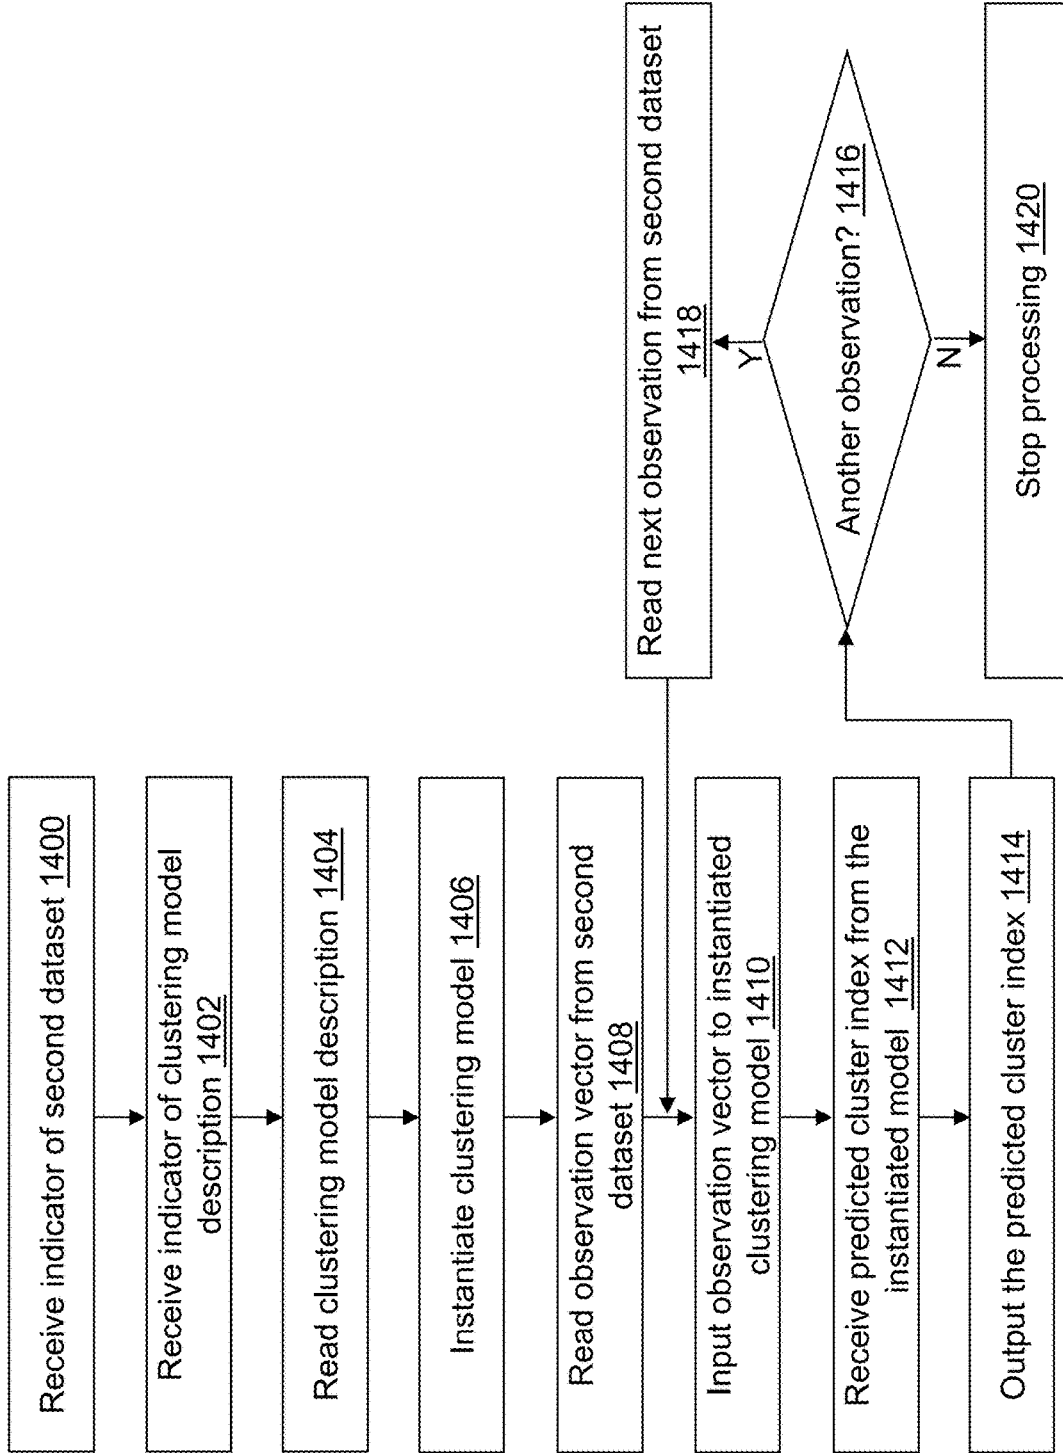 Receive indicator of second dataset 1400
Receive indicator of clustering model
description 1402
Read clustering model description 1404
Instantiate clustering model 1406
Read observation vector from second
dataset 1408
Input observation vector to instantiated
clustering model 1410
Receive predicted cluster index from the
instantiated model 1412
Output the predicted cluster index 1414
Read next observation from second dataset
1418
Y
Another observation? 1416
N
Stop processing 1420